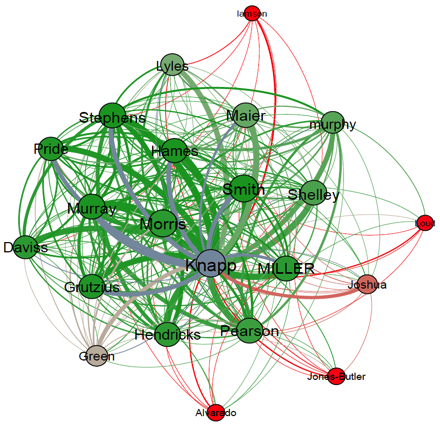 lamson
Lyles
Stephens
Maier
murphy
Pride
Hames
Smith
Shelley
Murray
Morris
Daviss
Knapp
MILLER
Joshua
Grutzius
Hendricks
Pearson
Green
Jones-Butler
Alvarado